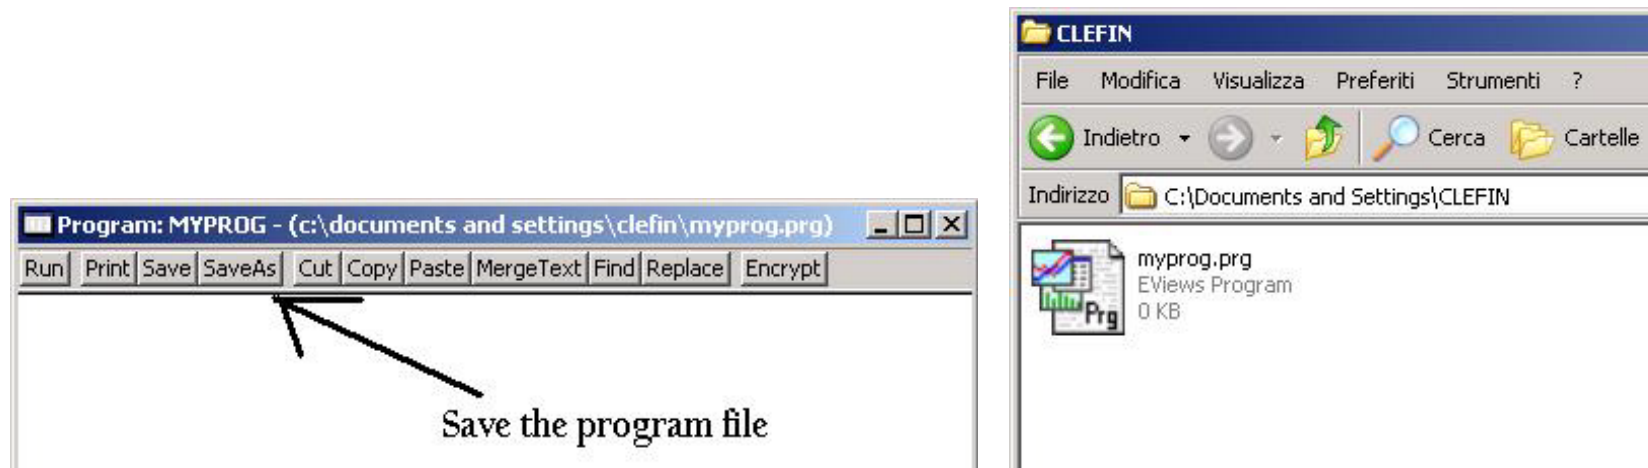 Program: MYPROG - (c:\documents and settings\clefin\myprog.prg)
Run Print Save SaveAs Cut Copy Paste MergeText Find Replace Encrypt
Save the program file
CLEFIN
File Modifica Visualizza Preferiti Strumenti ?
Indietro Cerca Cartelle
Indirizzo C:\Documents and Settings\CLEFIN
myprog.prg
EViews Program
0 KB
Prg